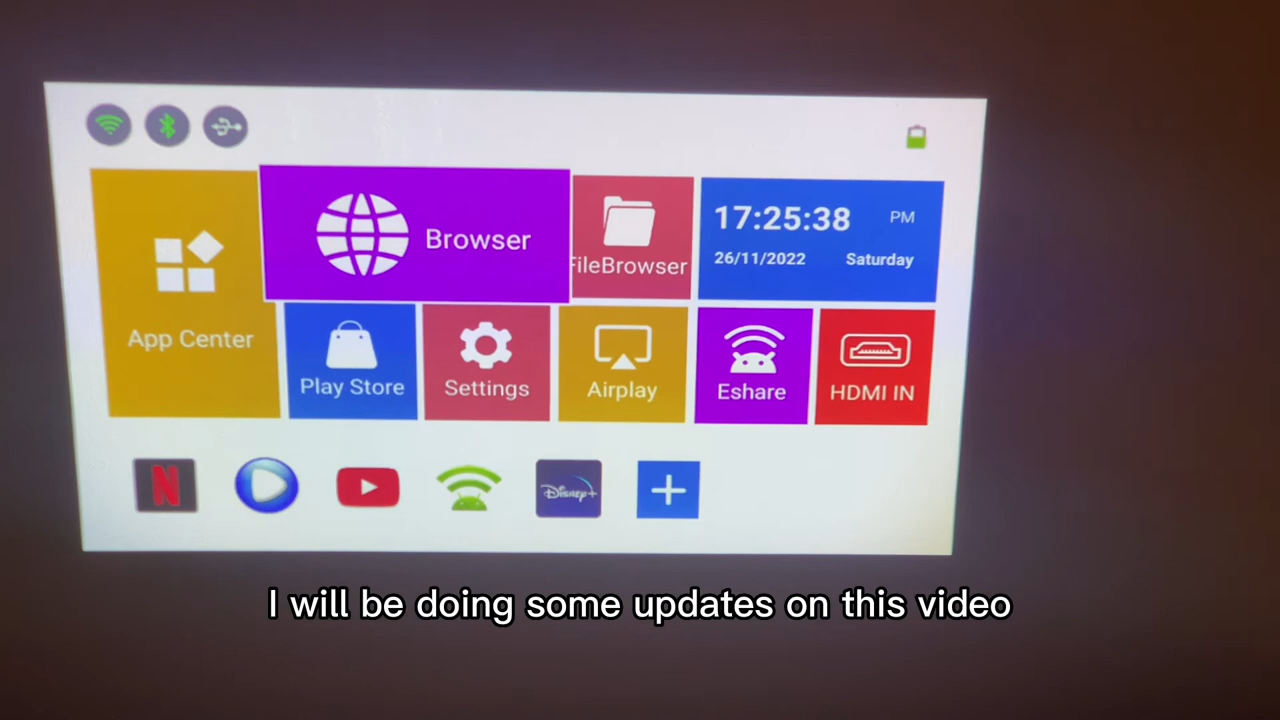 17:25:38 PM
26/11/2022 Saturday
Browser
FileBrowser
App Center
Play Store
Settings
Airplay
Eshare
HDMI IN
N
Disney+
I will be doing some updates on this video